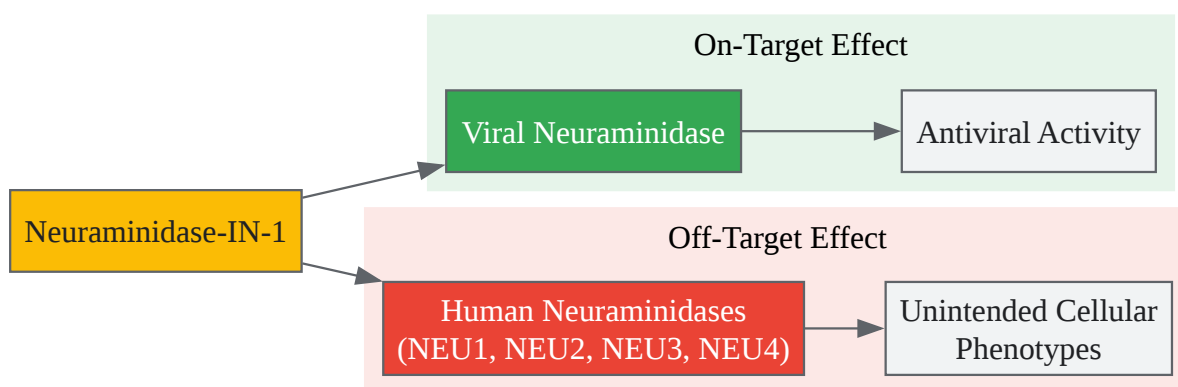 On-Target Effect
Viral Neuraminidase
Antiviral Activity
Neuraminidase-IN-1
Off-Target Effect
Human Neuraminidases
(NEU1, NEU2, NEU3, NEU4)
Unintended Cellular
Phenotypes